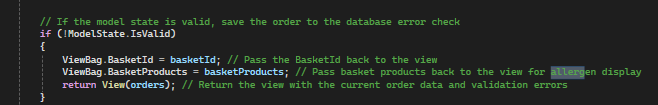 // If the model state is valid, save the order to the database error check
if (!ModelState.IsValid)
{
ViewBag.BasketId = basketId; // Pass the BasketId back to the view
ViewBag.BasketProducts = basketProducts; // Pass basket products back to the view for allergen display
return View(orders); // Return the view with the current order data and validation errors
}